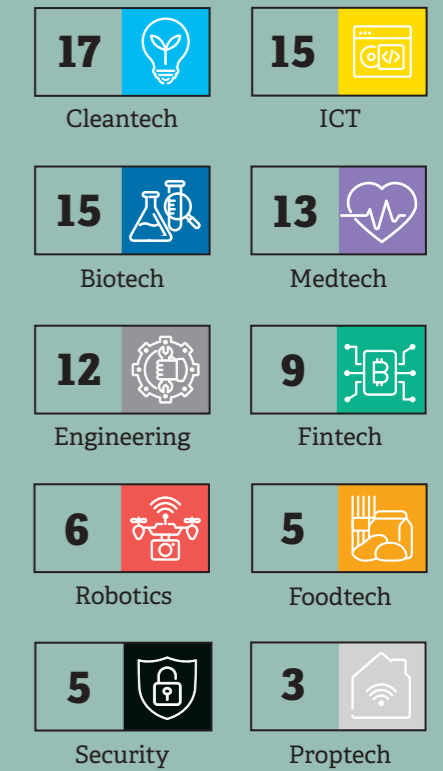 17
Cleantech
15
ICT
15
Biotech
13
Medtech
12
Engineering
9
Fintech
6
Robotics
5
Foodtech
5
Security
3
Proptech